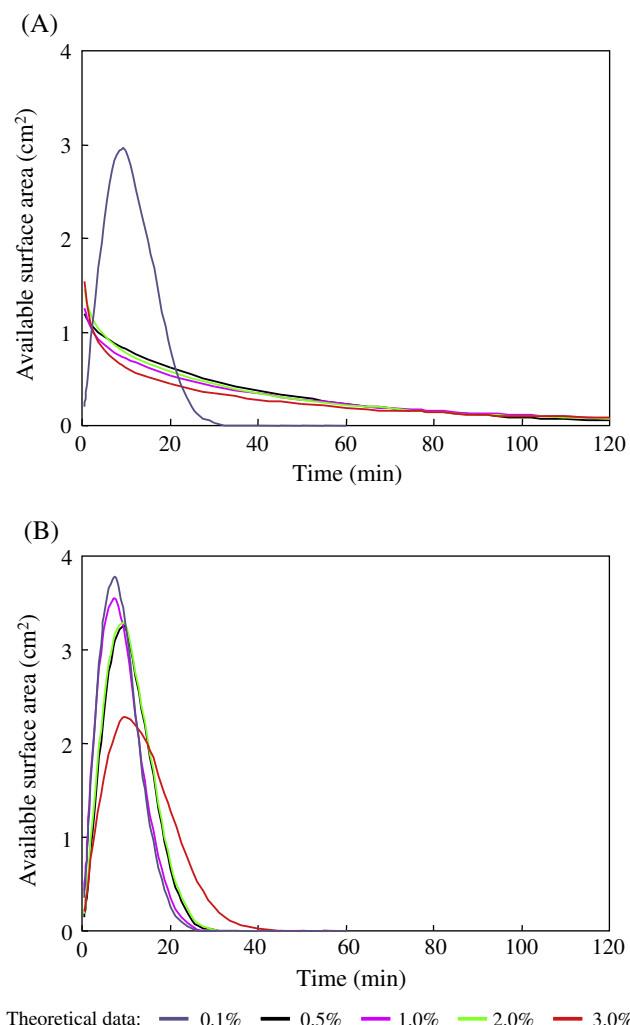 (A)
4
3
2
1
0
Available surface area (cm²)
0 20 40 60 80 100 120
Time (min)
(B)
4
3
2
1
0
Available surface area (cm²)
0 20 40 60 80 100 120
Time (min)
Theoretical data: 0.1% 0.5% 1.0% 2.0% 3.0%